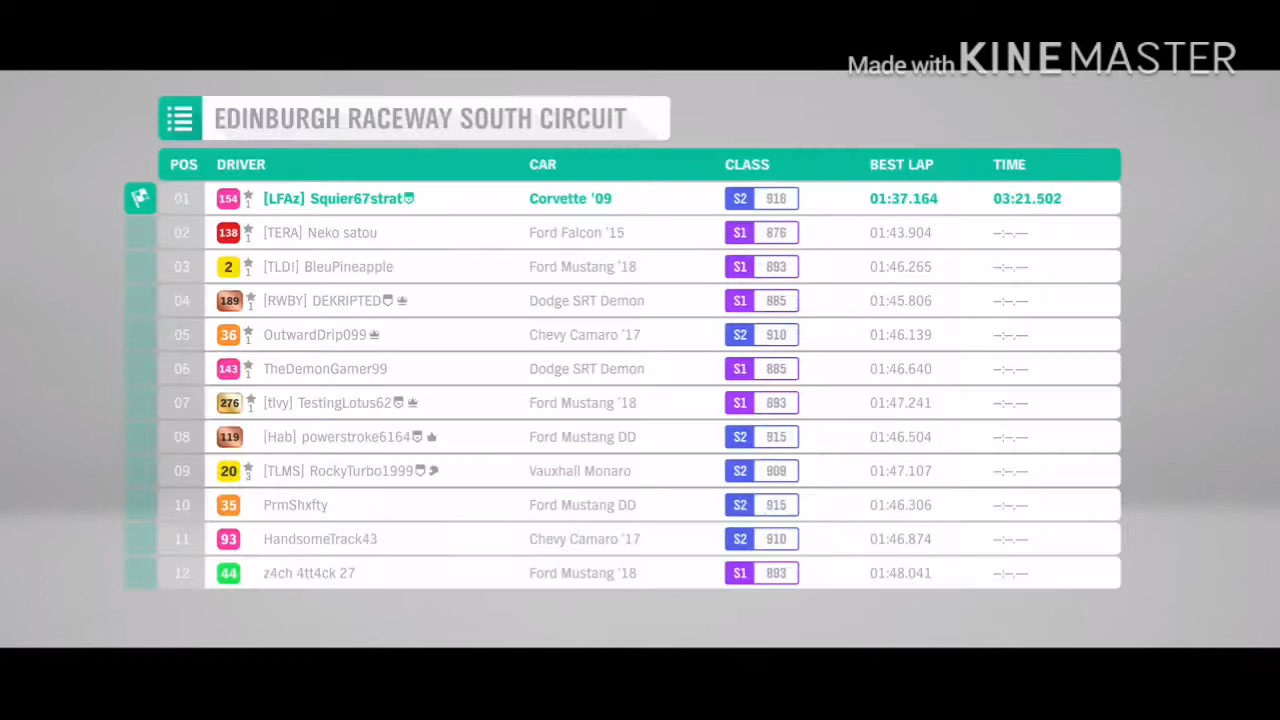 Made with KINEMASTER
EDINBURGH RACEWAY SOUTH CIRCUIT
POS DRIVER CAR CLASS BEST LAP TIME
01 154 1 [LFAz] Squier67strat Corvette '09 S2 916 01:37.164 03:21.502
02 138 1 [TERA] Neko satou Ford Falcon '15 S1 876 01:43.904 --:--.---
03 2 1 [TLDI] BleuPineapple Ford Mustang '18 S1 893 01:46.265 --:--.---
04 189 1 [RWBY] DEKRIPTED Dodge SRT Demon S1 885 01:45.806 --:--.---
05 36 1 OutwardDrip099 Chevy Camaro '17 S2 910 01:46.139 --:--.---
06 143 1 TheDemonGamer99 Dodge SRT Demon S1 885 01:46.640 --:--.---
07 276 1 [tlvy] TestingLotus62 Ford Mustang '18 S1 893 01:47.241 --:--.---
08 119 [Hab] powerstroke6164 Ford Mustang DD S2 915 01:46.504 --:--.---
09 20 3 [TLMS] RockyTurbo1999 Vauxhall Monaro S2 909 01:47.107 --:--.---
10 35 PrmShxfty Ford Mustang DD S2 915 01:46.306 --:--.---
11 93 HandsomeTrack43 Chevy Camaro '17 S2 910 01:46.874 --:--.---
12 44 z4ch 4tt4ck 27 Ford Mustang '18 S1 893 01:48.041 --:--.---